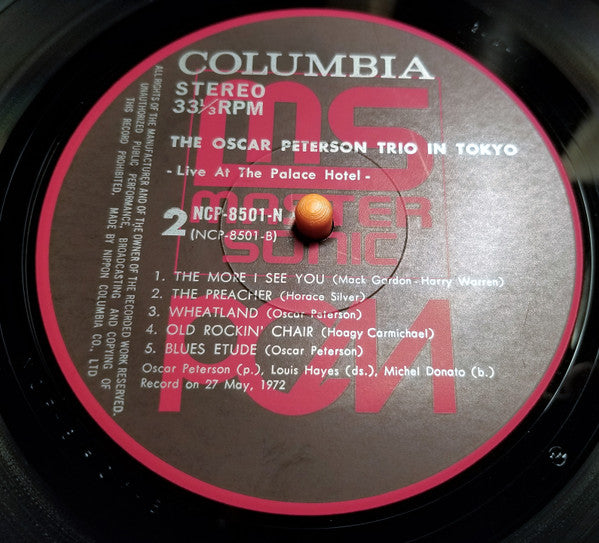 COLUMBIA
STEREO
33⅓RPM
THE OSCAR PETERSON TRIO IN TOKYO
- Live At The Palace Hotel -
2 NCP-8501-N
(NCP-8501-B)
MS
MASTER
SONIC
1. THE MORE I SEE YOU (Mack Gordon - Harry Warren)
2. THE PREACHER (Horace Silver)
3. WHEATLAND (Oscar Peterson)
4. OLD ROCKIN' CHAIR (Hoagy Carmichael)
5. BLUES ETUDE (Oscar Peterson)
Oscar Peterson (p.), Louis Hayes (ds.), Michel Donato (b.)
Record on 27 May, 1972
ALL RIGHTS OF THE MANUFACTURER AND OF THE OWNER OF THE RECORDED WORK RESERVED.
UNAUTHORIZED PUBLIC PERFORMANCE, BROADCASTING AND COPYING OF
THIS RECORD PROHIBITED. MADE BY NIPPON COLUMBIA CO., LTD